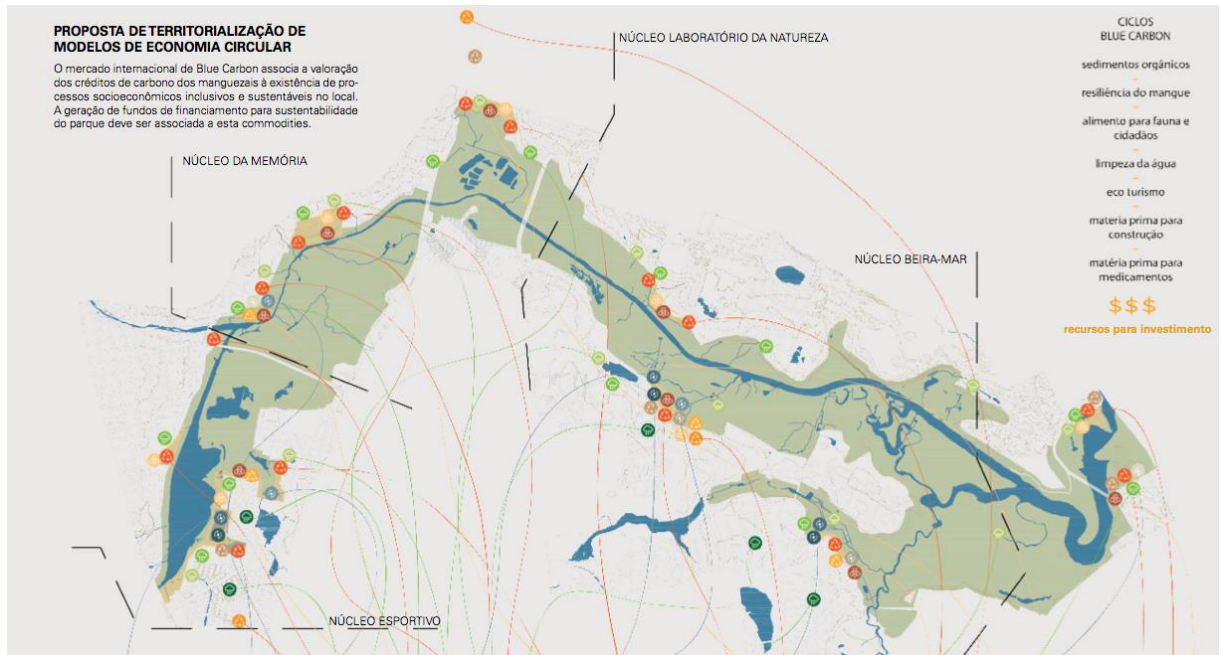 PROPOSTA DE TERRITORIALIZAÇÃO DE
MODELOS DE ECONOMIA CIRCULAR
O mercado internacional de Blue Carbon associa a valoração
dos créditos de carbono dos manguezais à existência de pro-
cessos socioeconômicos inclusivos e sustentáveis no local.
A geração de fundos de financiamento para sustentabilidade
do parque deve ser associada a esta commodities.
NÚCLEO LABORATÓRIO DA NATUREZA
NÚCLEO DA MEMÓRIA
NÚCLEO BEIRA-MAR
NÚCLEO ESPORTIVO
CICLOS
BLUE CARBON
sedimentos orgânicos
resiliência do mangue
alimento para fauna e
cidadãos
limpeza da água
eco turismo
materia prima para
construção
matéria prima para
medicamentos
$$$
recursos para investimento